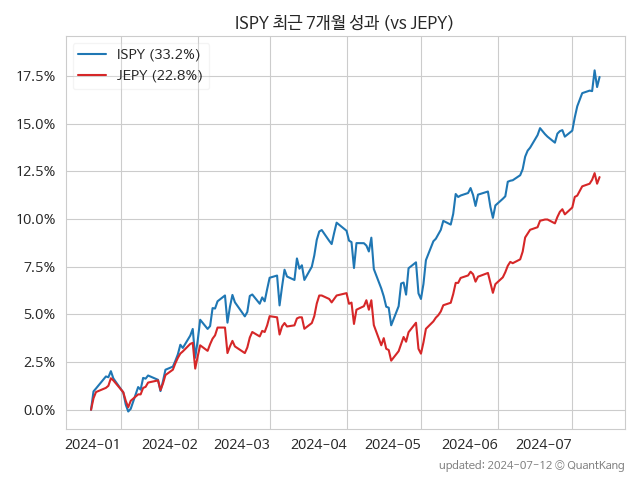 ISPY 최근 7개월 성과 (vs JEPY)
ISPY (33.2%)
JEPY (22.8%)
17.5%
15.0%
12.5%
10.0%
7.5%
5.0%
2.5%
0.0%
2024-01 2024-02 2024-03 2024-04 2024-05 2024-06 2024-07
updated: 2024-07-12 © QuantKang